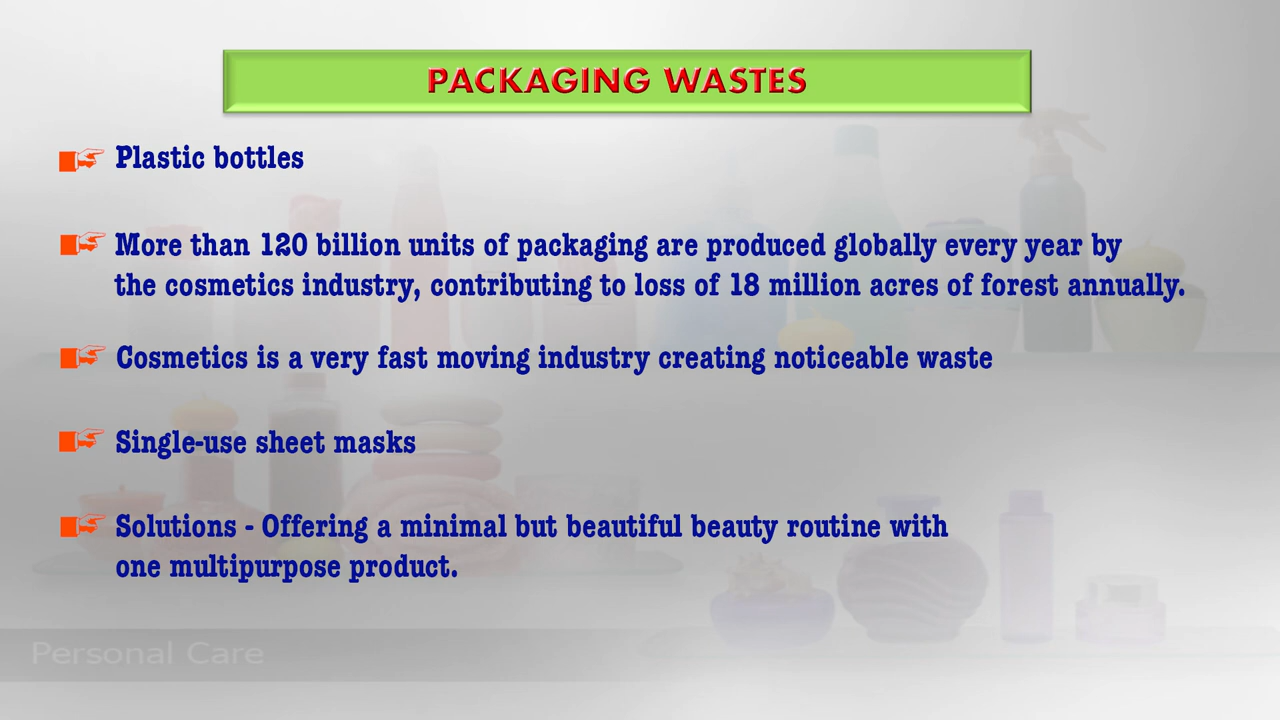 PACKAGING WASTES
Plastic bottles
More than 120 billion units of packaging are produced globally every year by
the cosmetics industry, contributing to loss of 18 million acres of forest annually.
Cosmetics is a very fast moving industry creating noticeable waste
Single-use sheet masks
Solutions - Offering a minimal but beautiful beauty routine with
one multipurpose product.
Personal Care